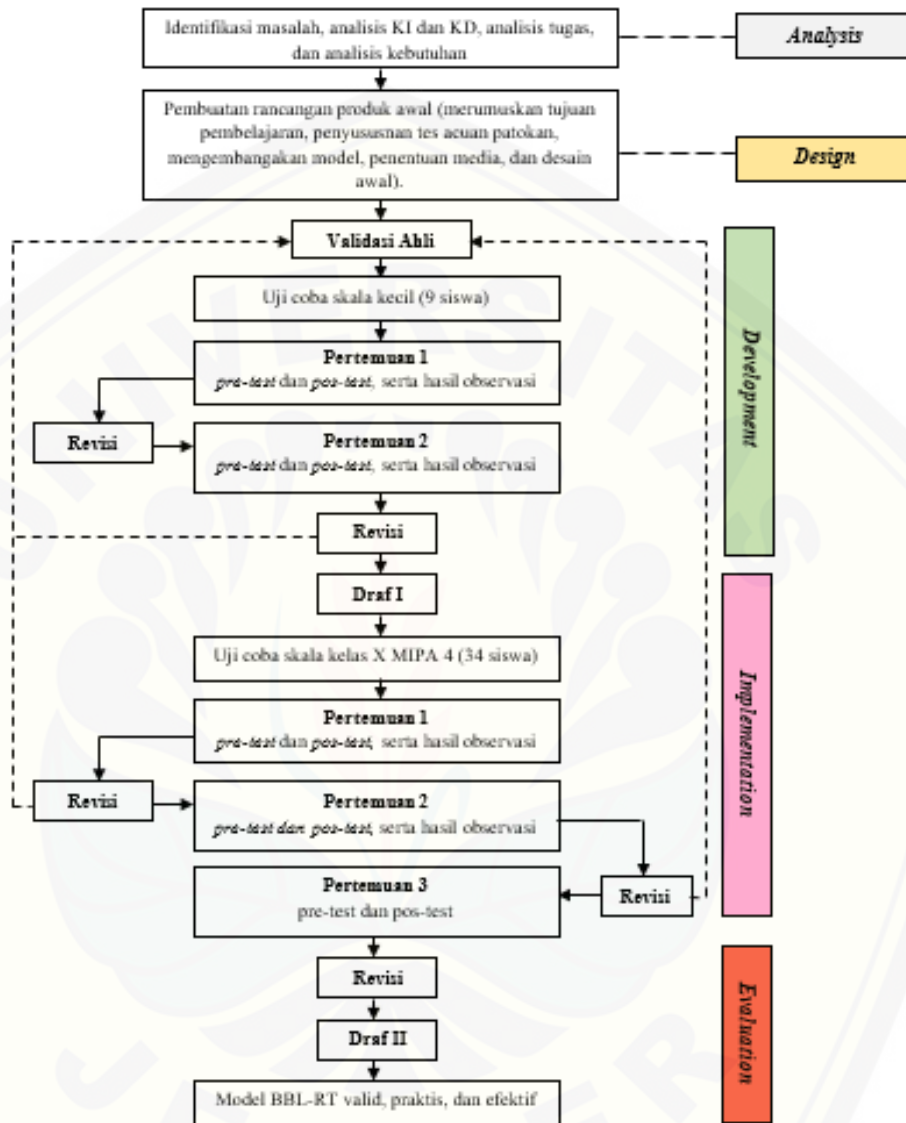 Identifikasi masalah, analisis KI dan KD, analisis tugas,
dan analisis kebutuhan
Analysis
Pembuatan rancangan produk awal (merumuskan tujuan
pembelajaran, penyususnan tes acuan patokan,
mengembangakan model, penentuan media, dan desain
awal).
Design
Validasi Ahli
Uji coba skala kecil (9 siswa)
Pertemuan 1
pre-test dan pos-test, serta hasil observasi
Revisi
Pertemuan 2
pre-test dan pos-test, serta hasil observasi
Revisi
Development
Draf I
Uji coba skala kelas X MIPA 4 (34 siswa)
Pertemuan 1
pre-test dan pos-test, serta hasil observasi
Revisi
Pertemuan 2
pre-test dan pos-test, serta hasil observasi
Revisi
Pertemuan 3
pre-test dan pos-test
Implementation
Revisi
Draf II
Model BBL-RT valid, praktis, dan efektif
Evaluation
UNIVERSITAS